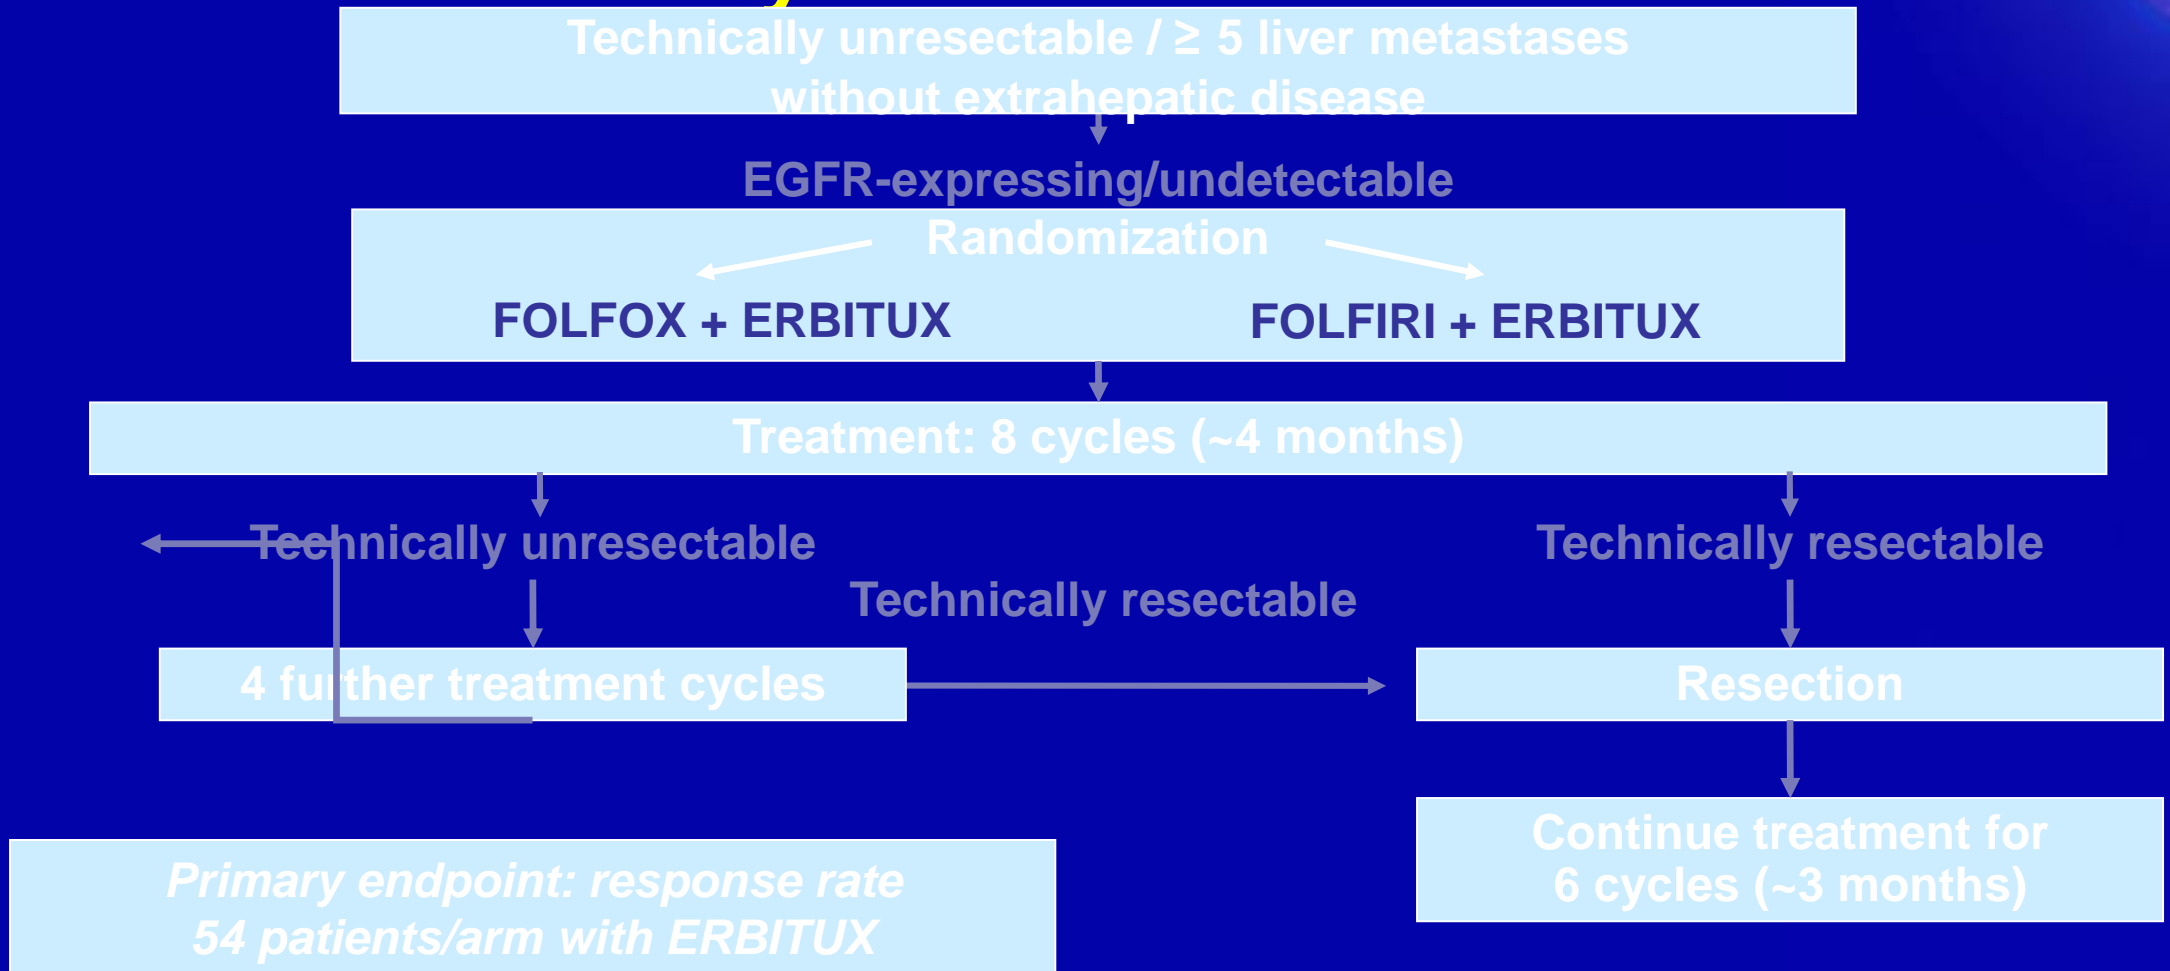 Technically unresectable / ≥ 5 liver metastases
without extrahepatic disease
EGFR-expressing/undetectable
Randomization
FOLFOX + ERBITUX
FOLFIRI + ERBITUX
Treatment: 8 cycles (~4 months)
Technically unresectable
Technically resectable
Technically resectable
4 further treatment cycles
Resection
Continue treatment for
6 cycles (~3 months)
Primary endpoint: response rate
54 patients/arm with ERBITUX